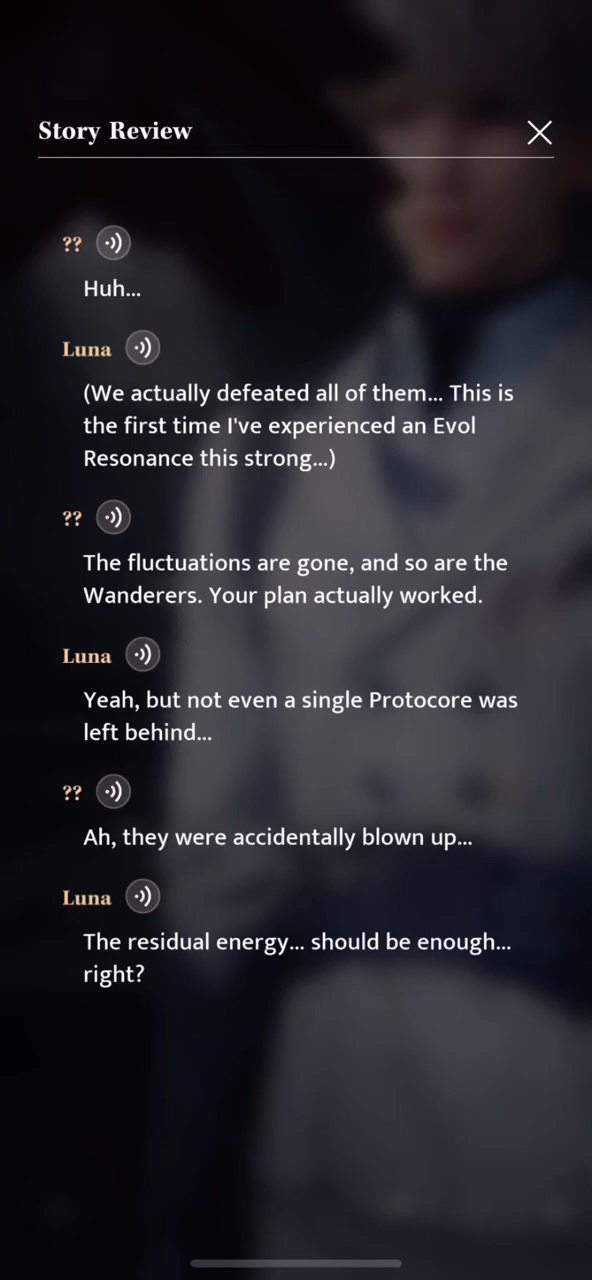 Story Review
??
Huh...
Luna
(We actually defeated all of them... This is
the first time I've experienced an Evol
Resonance this strong...)
??
The fluctuations are gone, and so are the
Wanderers. Your plan actually worked.
Luna
Yeah, but not even a single Protocore was
left behind...
??
Ah, they were accidentally blown up...
Luna
The residual energy... should be enough...
right?